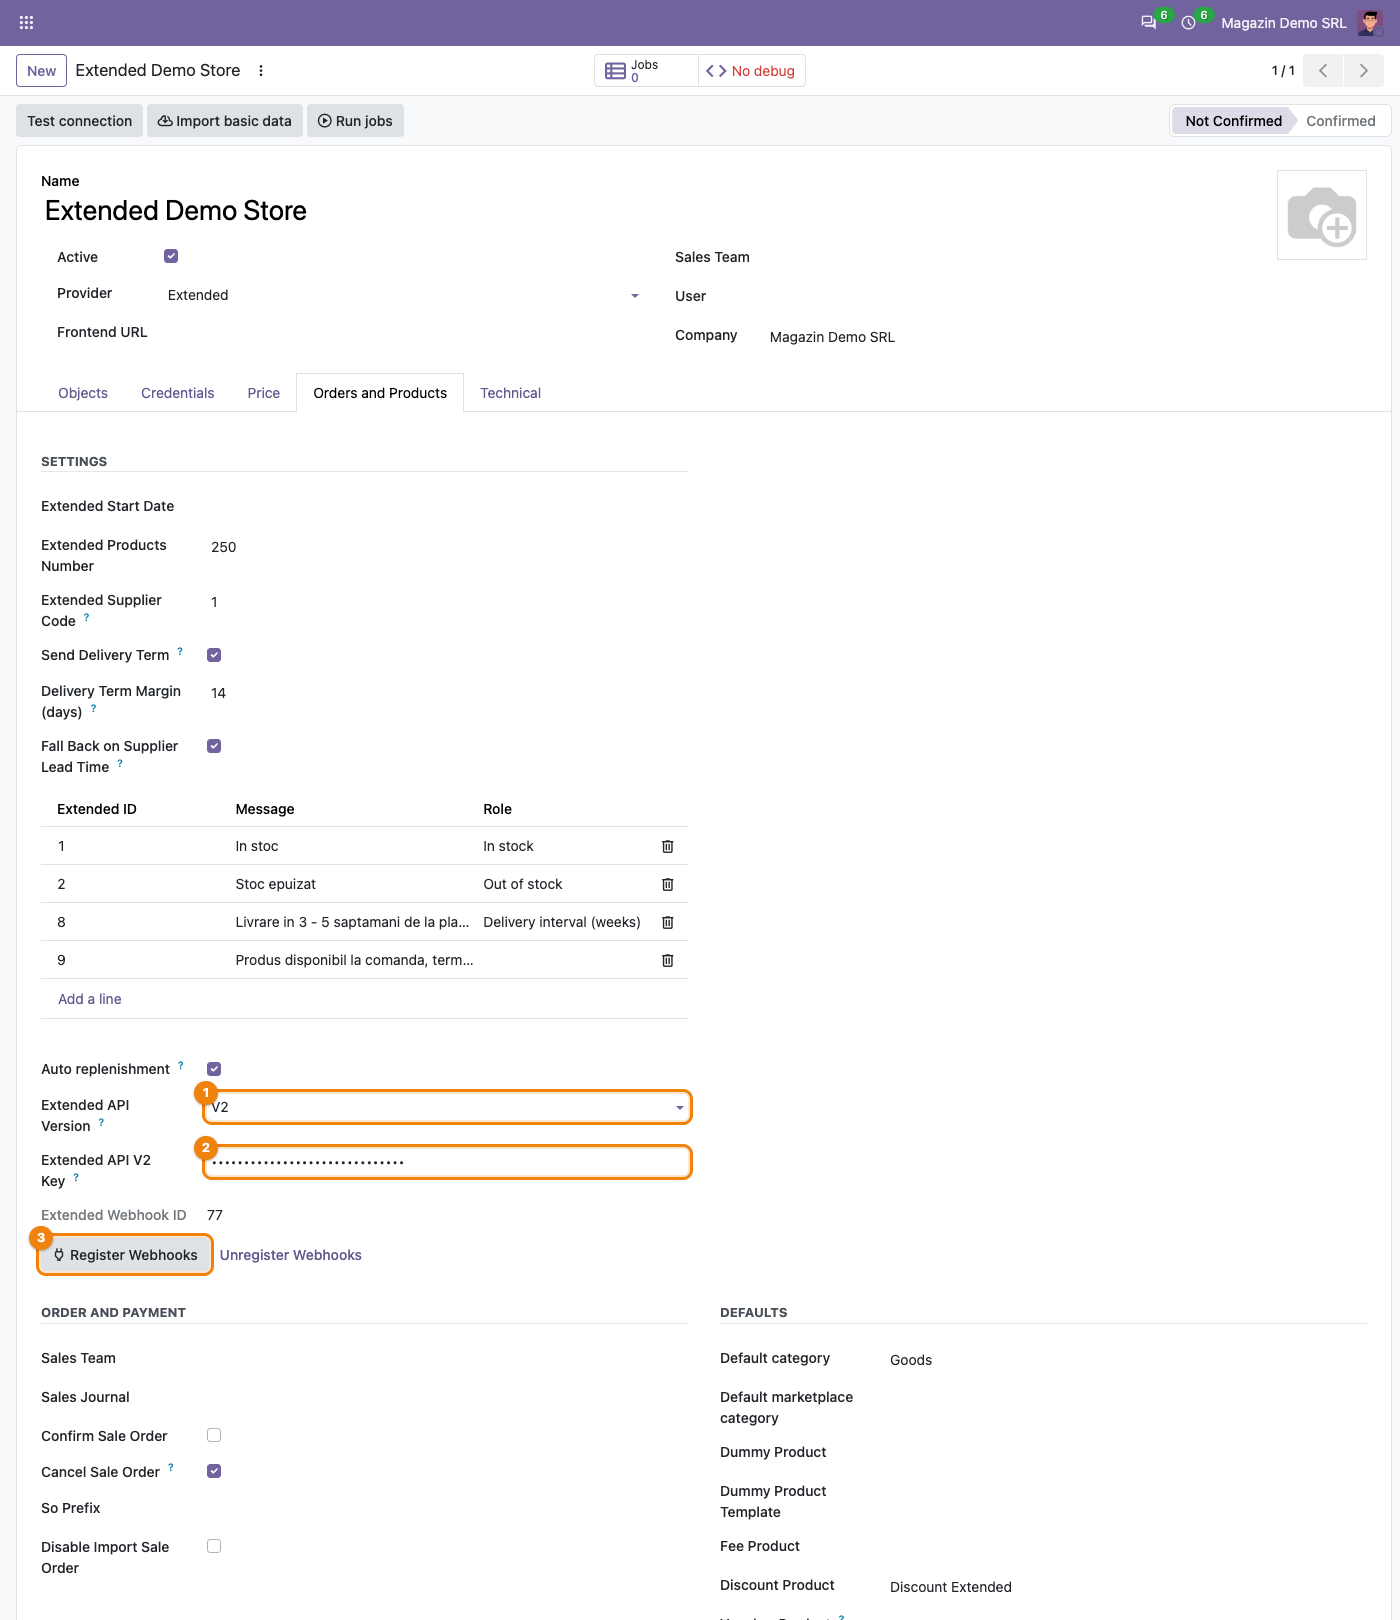 6 6 Magazin Demo SRL
New Extended Demo Store Jobs 0 No debug 1 / 1
Test connection Import basic data Run jobs Not Confirmed Confirmed
Name
Extended Demo Store
Active Sales Team
Provider Extended User
Frontend URL Company Magazin Demo SRL
Objects Credentials Price Orders and Products Technical
SETTINGS
Extended Start Date
Extended Products Number 250
Extended Supplier Code ? 1
Send Delivery Term ?
Delivery Term Margin (days) ? 14
Fall Back on Supplier Lead Time ?
Extended ID Message Role
1 In stoc In stock
2 Stoc epuizat Out of stock
8 Livrare in 3 - 5 saptamani de la pla... Delivery interval (weeks)
9 Produs disponibil la comanda, term...
Add a line
Auto replenishment ?
1
Extended API Version ? V2
2
Extended API V2 Key ? ••••••••••••••••••••••••••••••
Extended Webhook ID 77
3
Register Webhooks Unregister Webhooks
ORDER AND PAYMENT
Sales Team
Sales Journal
Confirm Sale Order
Cancel Sale Order ?
So Prefix
Disable Import Sale Order
DEFAULTS
Default category Goods
Default marketplace category
Dummy Product
Dummy Product Template
Fee Product
Discount Product Discount Extended